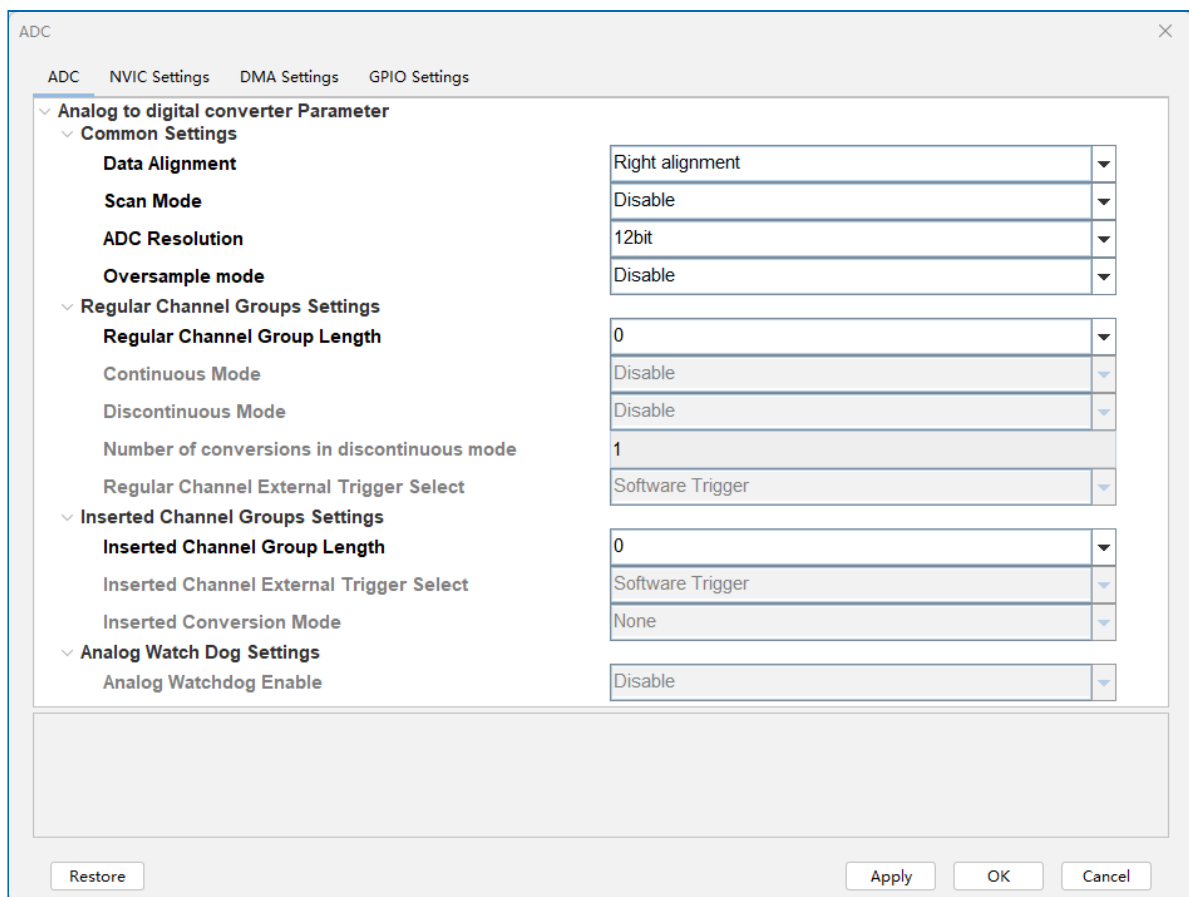 ADC
ADC NVIC Settings DMA Settings GPIO Settings
Analog to digital converter Parameter
Common Settings
Data Alignment Right alignment
Scan Mode Disable
ADC Resolution 12bit
Oversample mode Disable
Regular Channel Groups Settings
Regular Channel Group Length 0
Continuous Mode Disable
Discontinuous Mode Disable
Number of conversions in discontinuous mode 1
Regular Channel External Trigger Select Software Trigger
Inserted Channel Groups Settings
Inserted Channel Group Length 0
Inserted Channel External Trigger Select Software Trigger
Inserted Conversion Mode None
Analog Watch Dog Settings
Analog Watchdog Enable Disable
Restore Apply OK Cancel